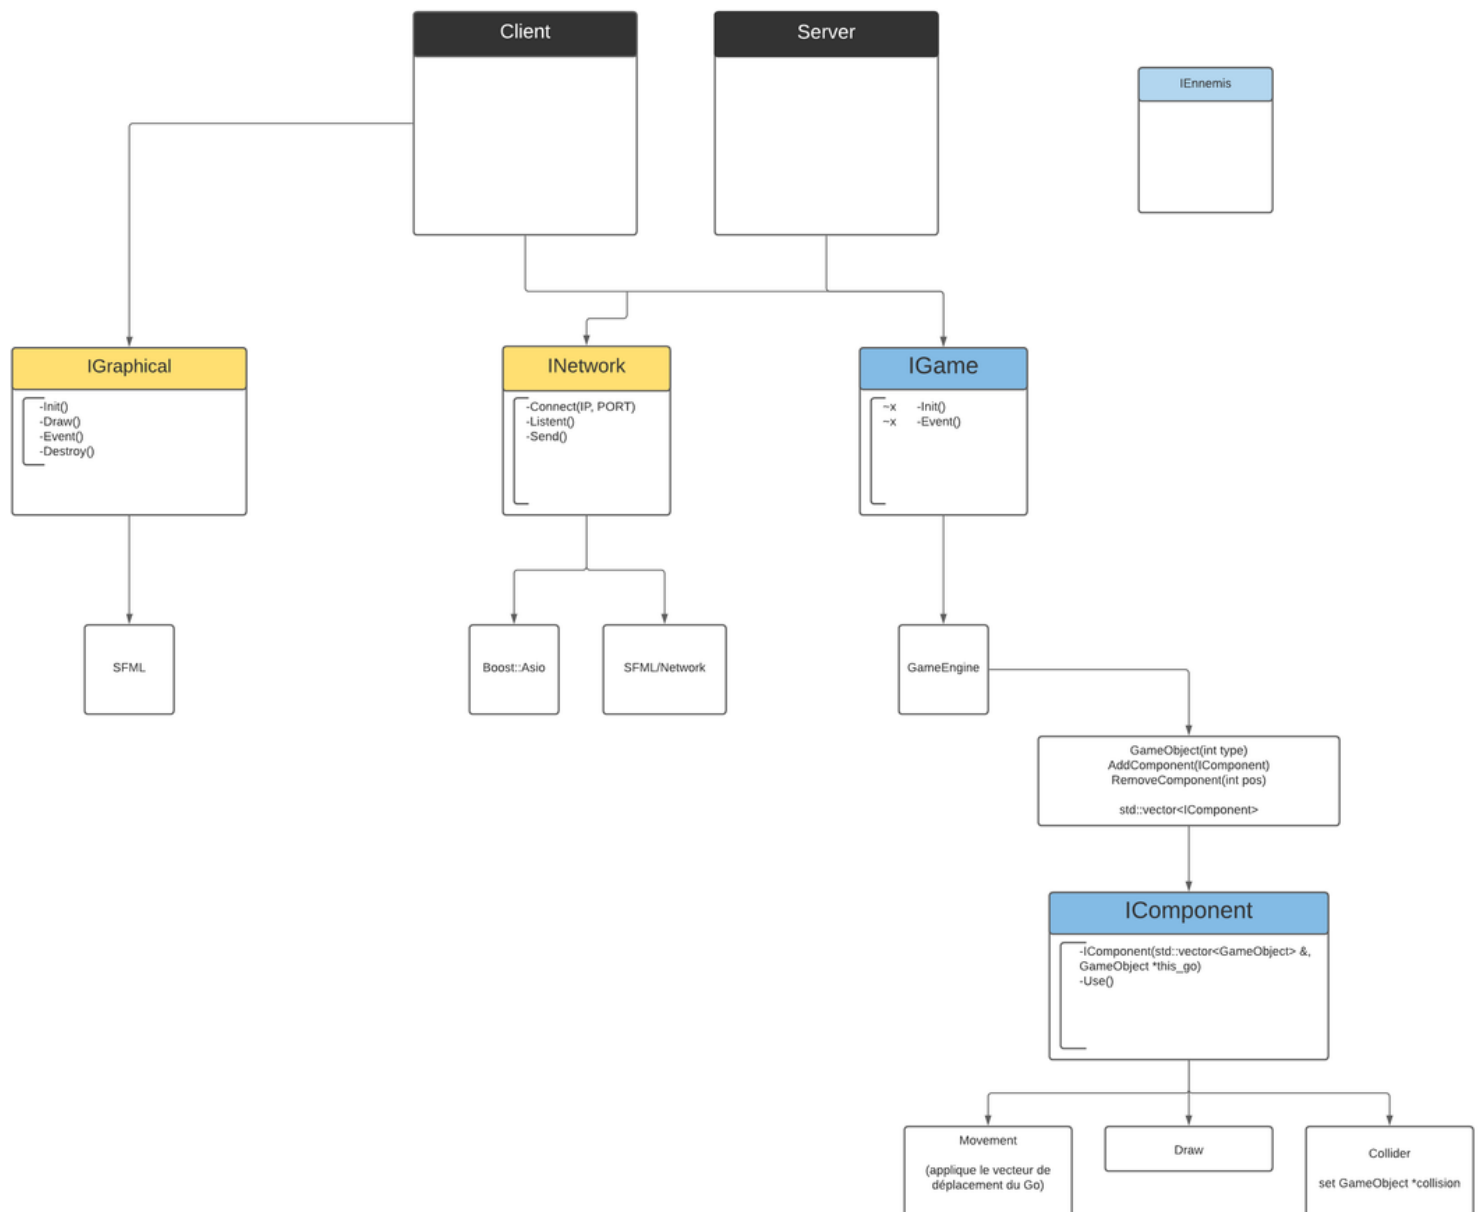 Client
Server
IEnnemis
IGraphical
-Init()
-Draw()
-Event()
-Destroy()
INetwork
-Connect(IP, PORT)
-Listent()
-Send()
IGame
~x -Init()
~x -Event()
SFML
Boost::Asio
SFML/Network
GameEngine
GameObject(int type)
AddComponent(IComponent)
RemoveComponent(int pos)
std::vector<IComponent>
IComponent
-IComponent(std::vector<GameObject> &,
GameObject *this_go)
-Use()
Movement
(applique le vecteur de
déplacement du Go)
Draw
Collider
set GameObject *collision